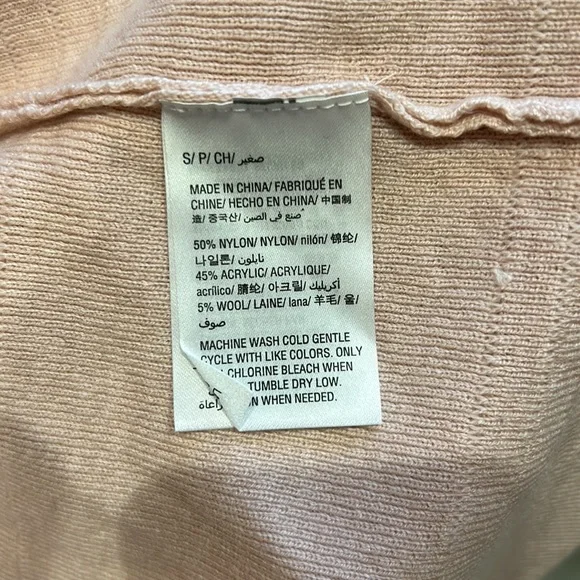 S/ P/ CH/ صغير
MADE IN CHINA/ FABRIQUÉ EN
CHINE/ HECHO EN CHINA/ 中国制
造/ 중국산/ صنع في الصين/
50% NYLON/ NYLON/ nilón/ 锦纶/
나일론/ نايلون
45% ACRYLIC/ ACRYLIQUE/
acrílico/ 腈纶/ 아크릴/ أكريليك/
5% WOOL/ LAINE/ lana/ 羊毛/ 울/
صوف
MACHINE WASH COLD GENTLE
CYCLE WITH LIKE COLORS. ONLY
CHLORINE BLEACH WHEN
TUMBLE DRY LOW.
WHEN NEEDED.